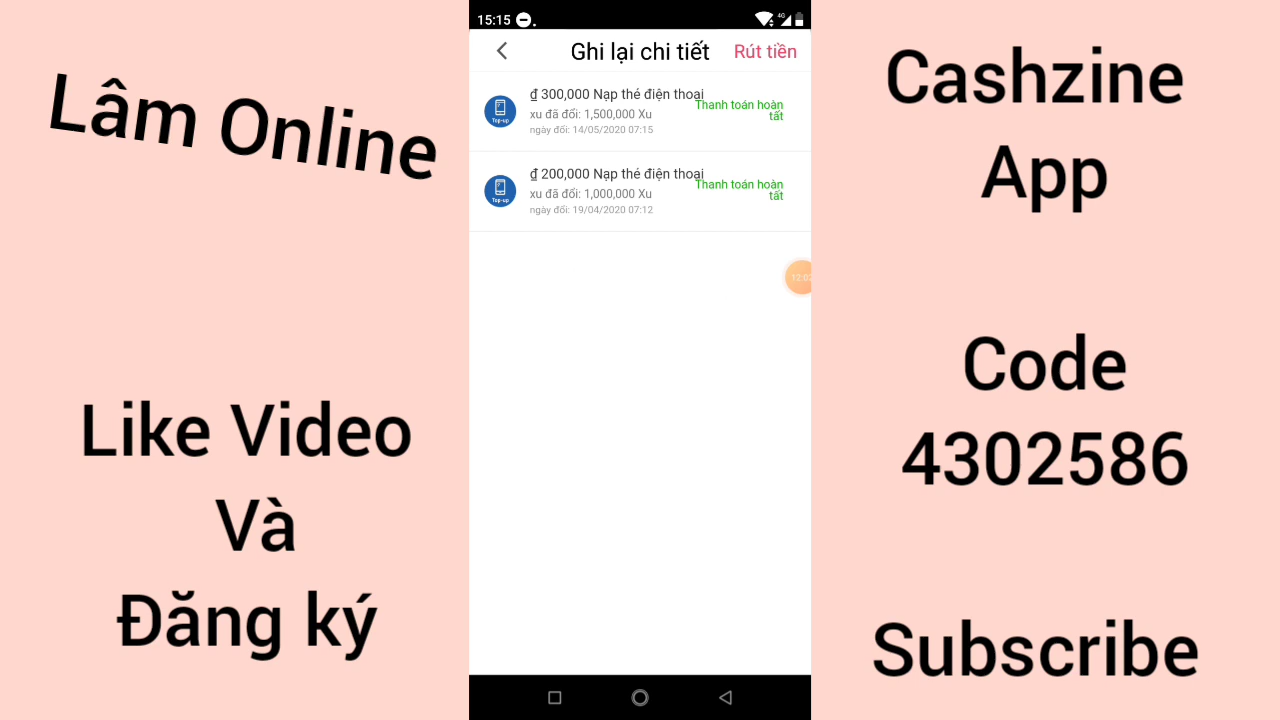 Lâm Online
Like Video
Và
Đăng ký
15:15
4G
Ghi lại chi tiết
Rút tiền
₫ 300,000 Nạp thẻ điện thoại
Thanh toán hoàn
tất
xu đã đổi: 1,500,000 Xu
ngày đổi: 14/05/2020 07:15
Top-up
₫ 200,000 Nạp thẻ điện thoại
Thanh toán hoàn
tất
xu đã đổi: 1,000,000 Xu
ngày đổi: 19/04/2020 07:12
Top-up
Cashzine
App
Code
4302586
Subscribe